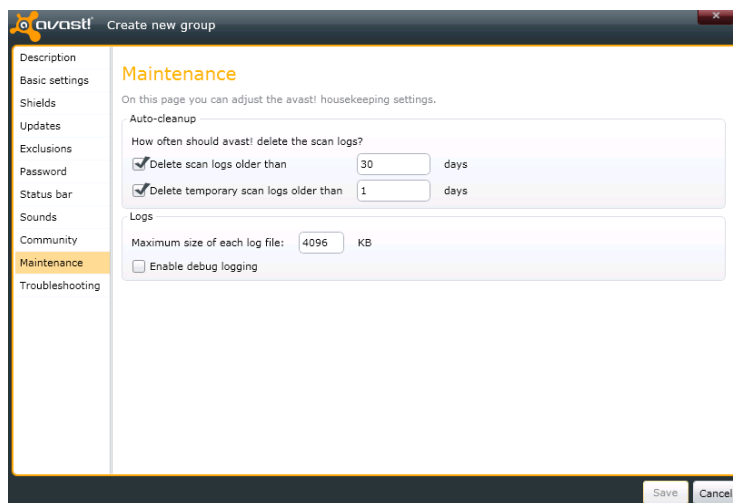 avast! Create new group
Description
Basic settings
Shields
Updates
Exclusions
Password
Status bar
Sounds
Community
Maintenance
Troubleshooting
Maintenance
On this page you can adjust the avast! housekeeping settings.
Auto-cleanup
How often should avast! delete the scan logs?
Delete scan logs older than 30 days
Delete temporary scan logs older than 1 days
Logs
Maximum size of each log file: 4096 KB
Enable debug logging
Save Cancel